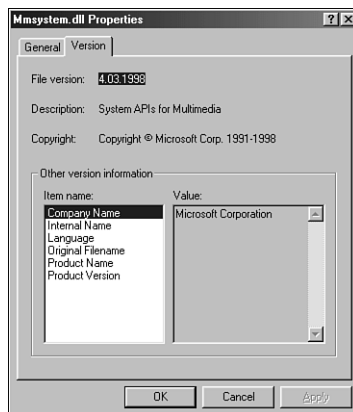 Mmsystem.dll Properties
General Version
File version: 4.03.1998
Description: System APIs for Multimedia
Copyright: Copyright © Microsoft Corp. 1991-1998
Other version information
Item name: Value:
Company Name Microsoft Corporation
Internal Name
Language
Original Filename
Product Name
Product Version
OK Cancel Apply